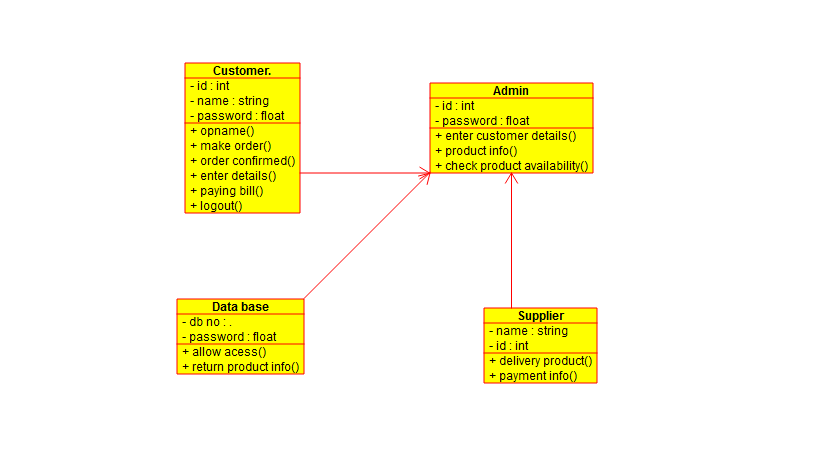 Customer.
- id : int
- name : string
- password : float
+ opname()
+ make order()
+ order confirmed()
+ enter details()
+ paying bill()
+ logout()
Admin
- id : int
- password : float
+ enter customer details()
+ product info()
+ check product availability()
Data base
- db no : .
- password : float
+ allow acess()
+ return product info()
Supplier
- name : string
- id : int
+ delivery product()
+ payment info()